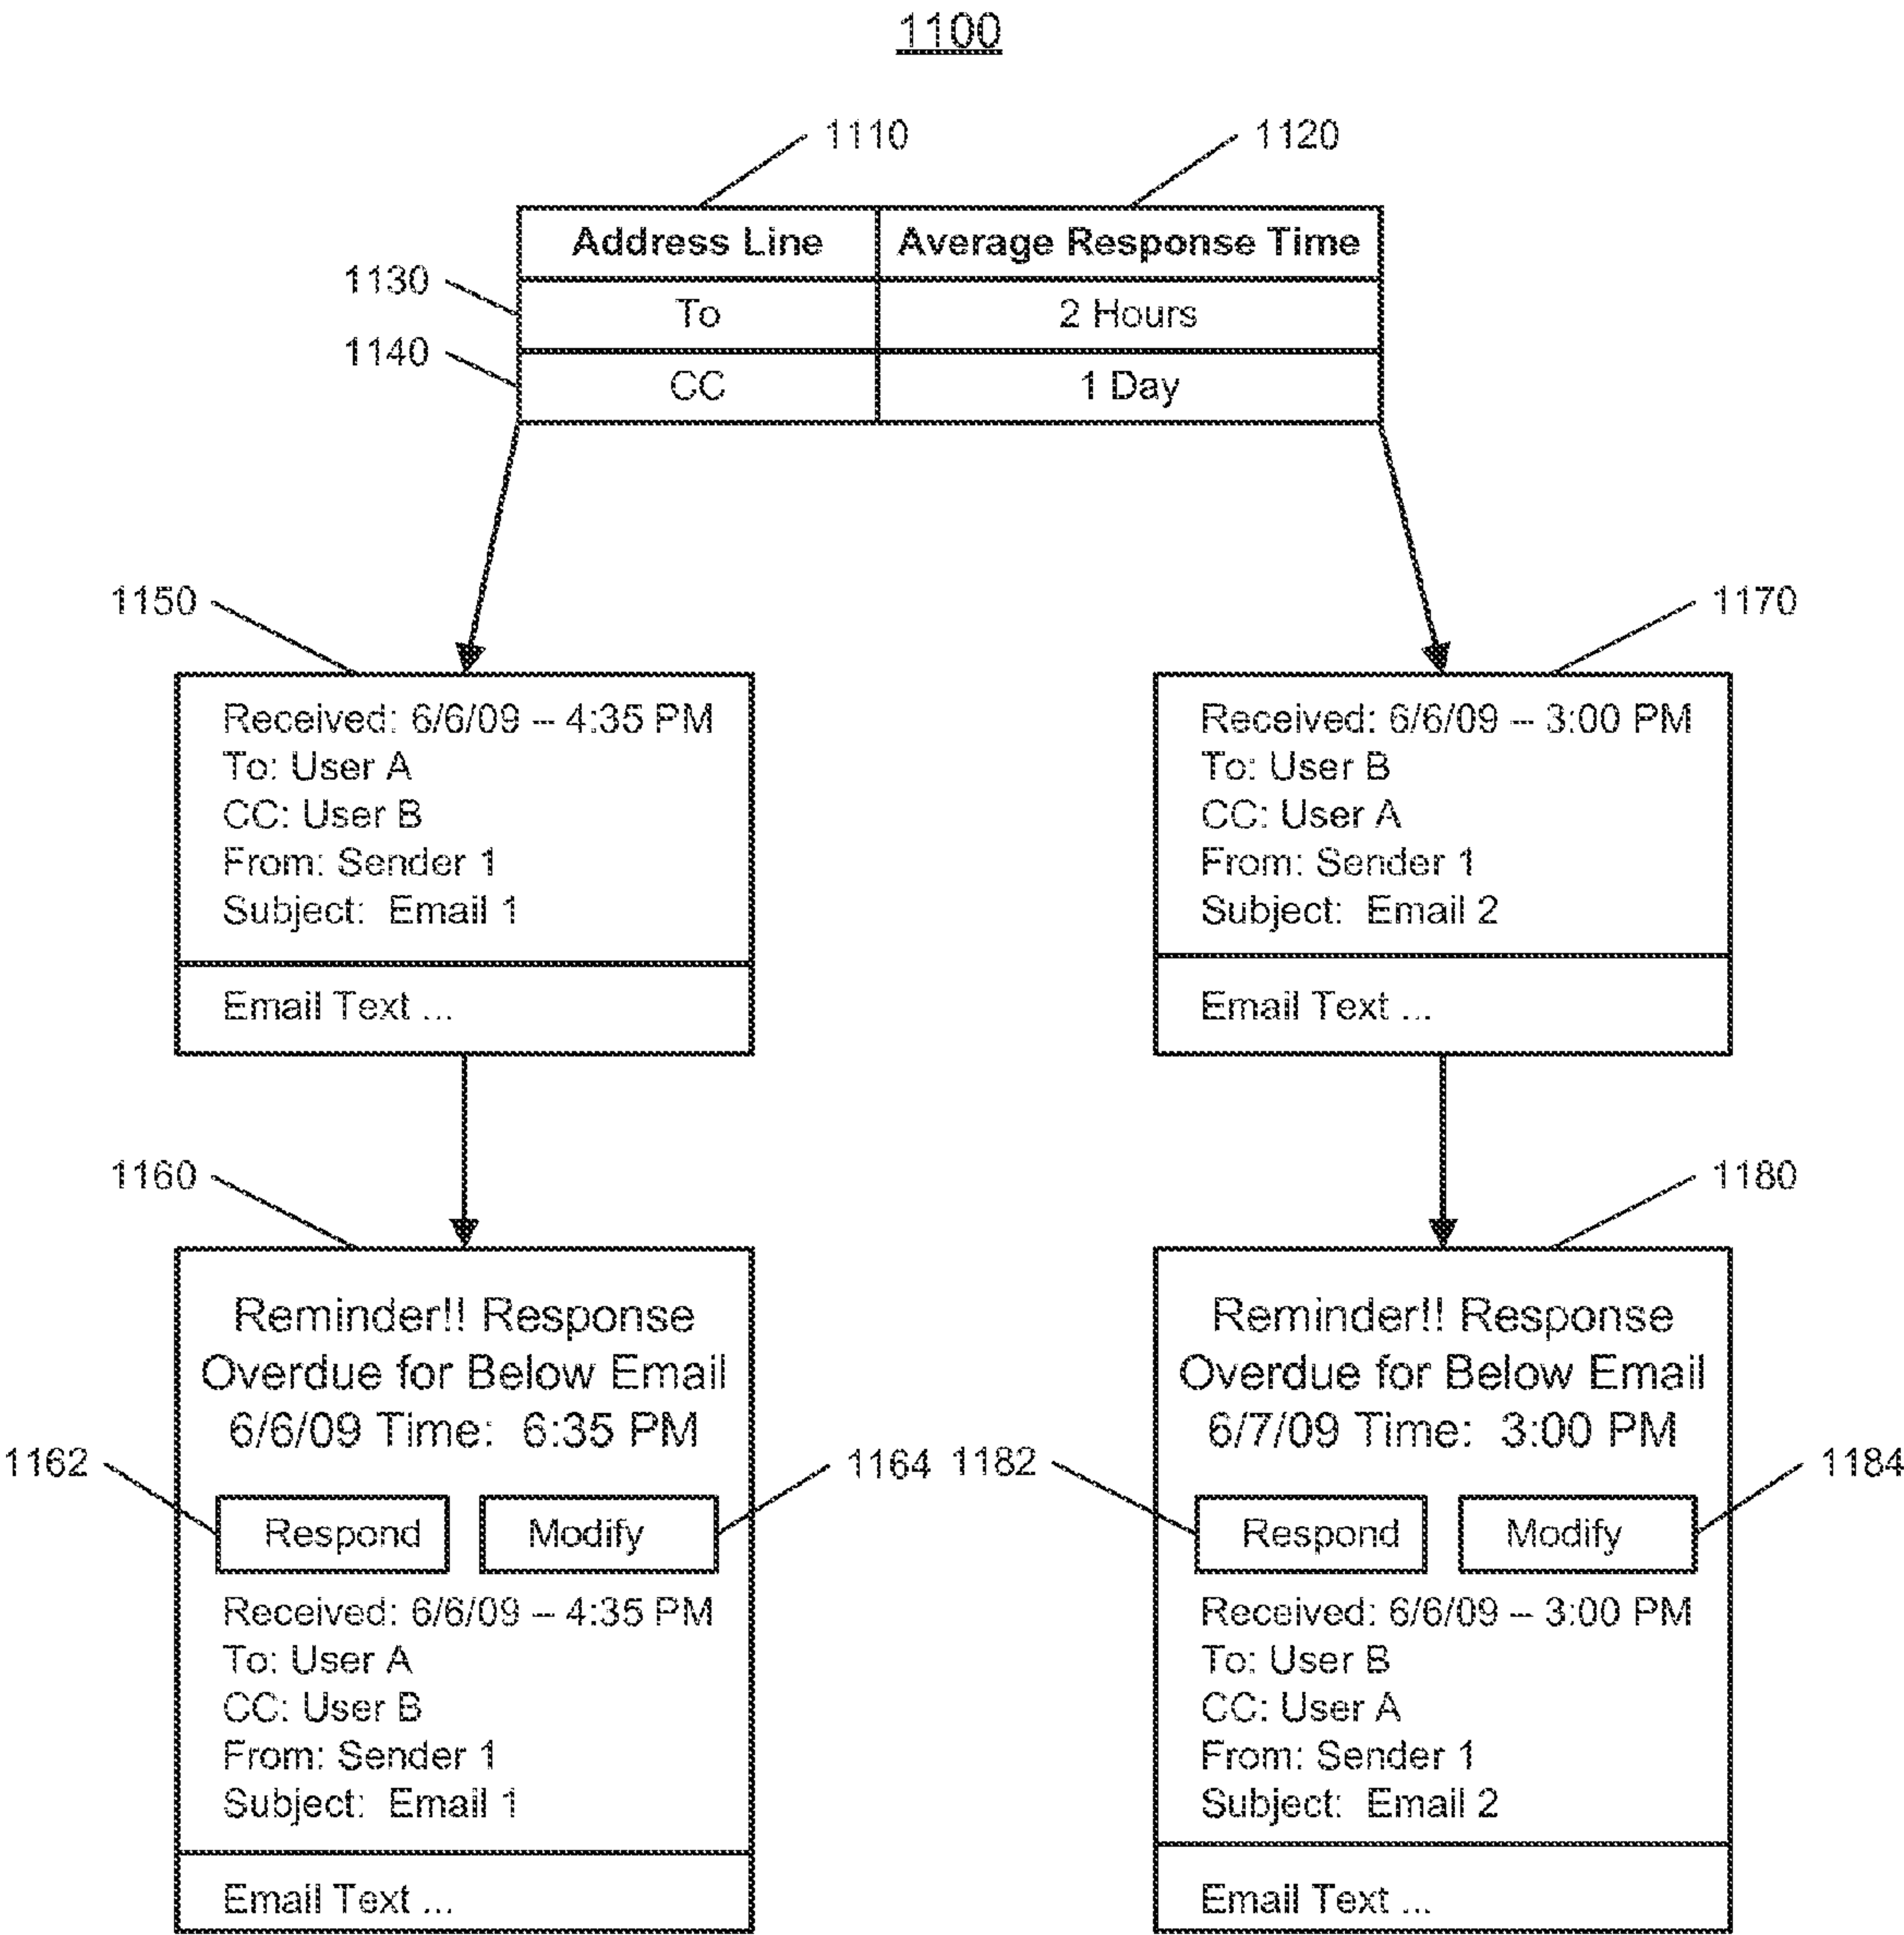 1100
1110
1120
Address Line
Average Response Time
1130
To
2 Hours
1140
CC
1 Day
1150
Received: 6/6/09 – 4:35 PM
To: User A
CC: User B
From: Sender 1
Subject: Email 1
Email Text ...
1170
Received: 6/6/09 – 3:00 PM
To: User B
CC: User A
From: Sender 1
Subject: Email 2
Email Text ...
1160
Reminder!! Response
Overdue for Below Email
6/6/09 Time: 6:35 PM
1162
1164
Respond
Modify
Received: 6/6/09 – 4:35 PM
To: User A
CC: User B
From: Sender 1
Subject: Email 1
Email Text ...
1180
Reminder!! Response
Overdue for Below Email
6/7/09 Time: 3:00 PM
1182
1184
Respond
Modify
Received: 6/6/09 – 3:00 PM
To: User B
CC: User A
From: Sender 1
Subject: Email 2
Email Text ...